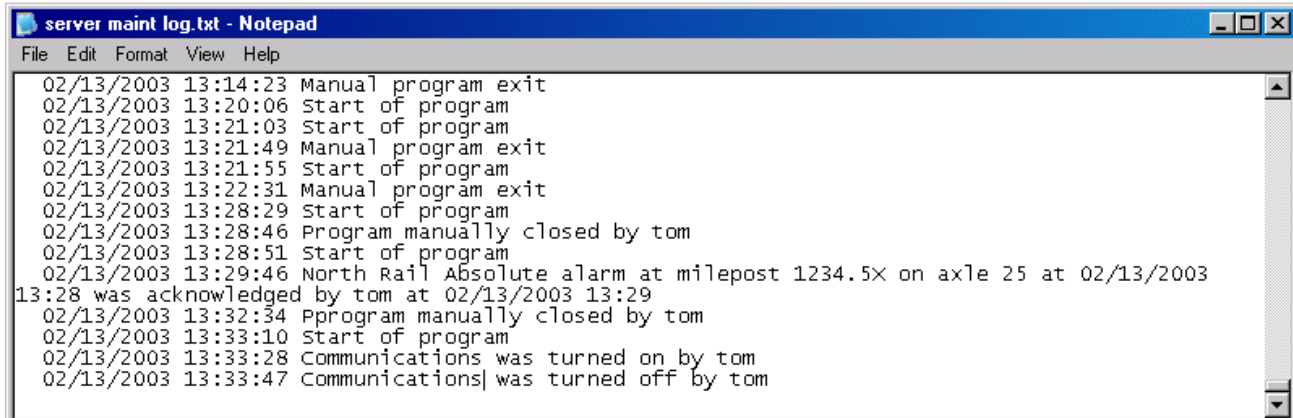 server maint log.txt - Notepad
File Edit Format View Help
02/13/2003 13:14:23 Manual program exit
02/13/2003 13:20:06 Start of program
02/13/2003 13:21:03 Start of program
02/13/2003 13:21:49 Manual program exit
02/13/2003 13:21:55 Start of program
02/13/2003 13:22:31 Manual program exit
02/13/2003 13:28:29 Start of program
02/13/2003 13:28:46 Program manually closed by tom
02/13/2003 13:28:51 Start of program
02/13/2003 13:29:46 North Rail Absolute alarm at milepost 1234.5X on axle 25 at 02/13/2003
13:28 was acknowledged by tom at 02/13/2003 13:29
02/13/2003 13:32:34 Pprogram manually closed by tom
02/13/2003 13:33:10 Start of program
02/13/2003 13:33:28 Communications was turned on by tom
02/13/2003 13:33:47 Communications was turned off by tom